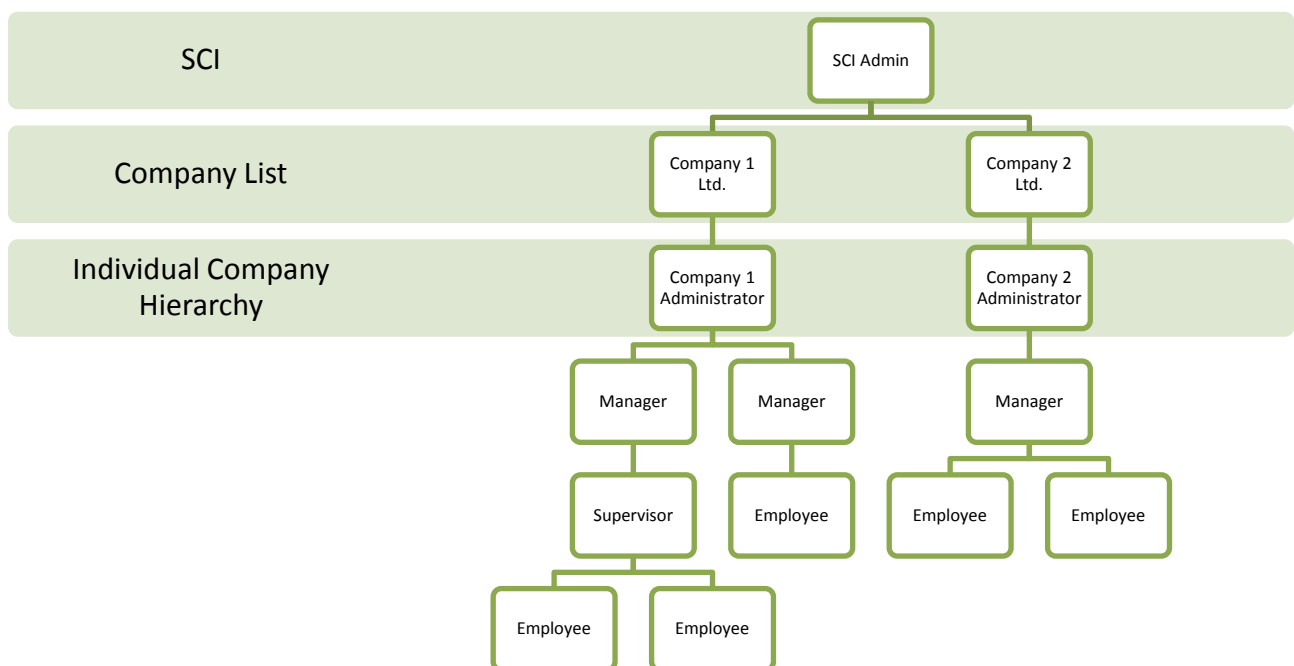 SCI
SCI Admin
Company List
Company 1
Ltd.
Company 2
Ltd.
Individual Company
Hierarchy
Company 1
Administrator
Company 2
Administrator
Manager
Manager
Manager
Supervisor
Employee
Employee
Employee
Employee
Employee